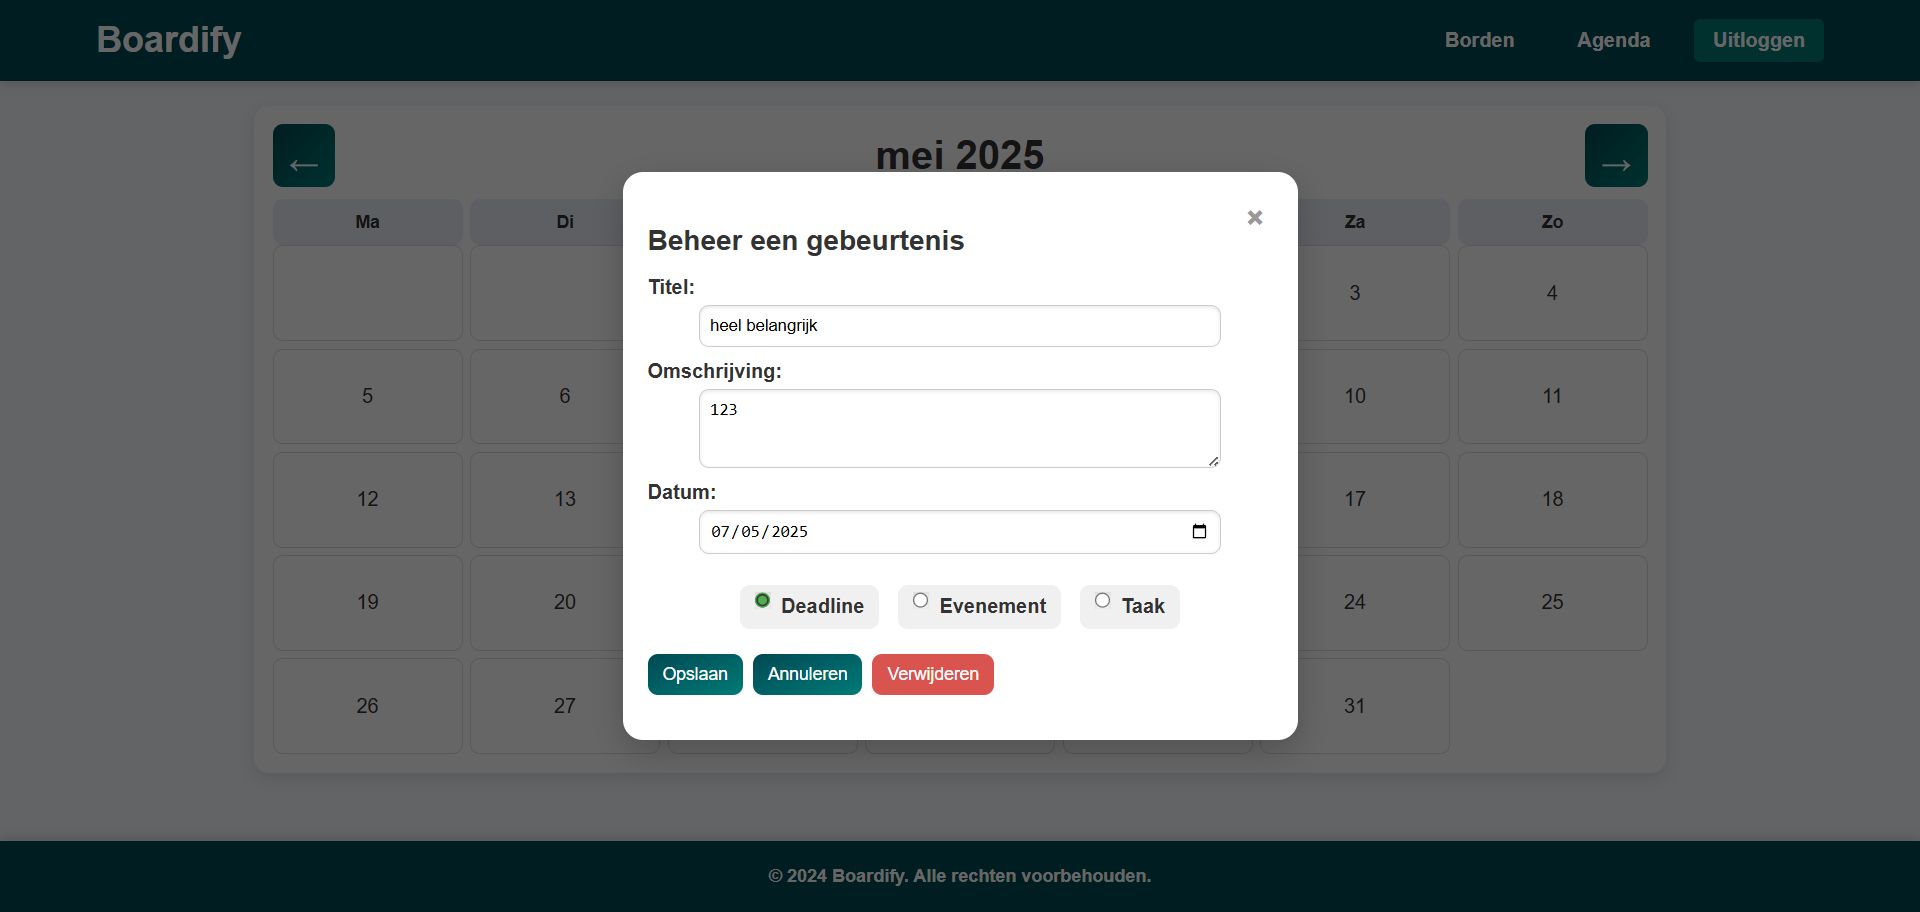 Boardify
Borden Agenda Uitloggen
← mei 2025 →
Ma Di Za Zo
3 4
5 6 10 11
12 13 17 18
19 20 24 25
26 27 31
×
Beheer een gebeurtenis
Titel:
heel belangrijk
Omschrijving:
123
Datum:
07/05/2025
Deadline Evenement Taak
Opslaan Annuleren Verwijderen
© 2024 Boardify. Alle rechten voorbehouden.